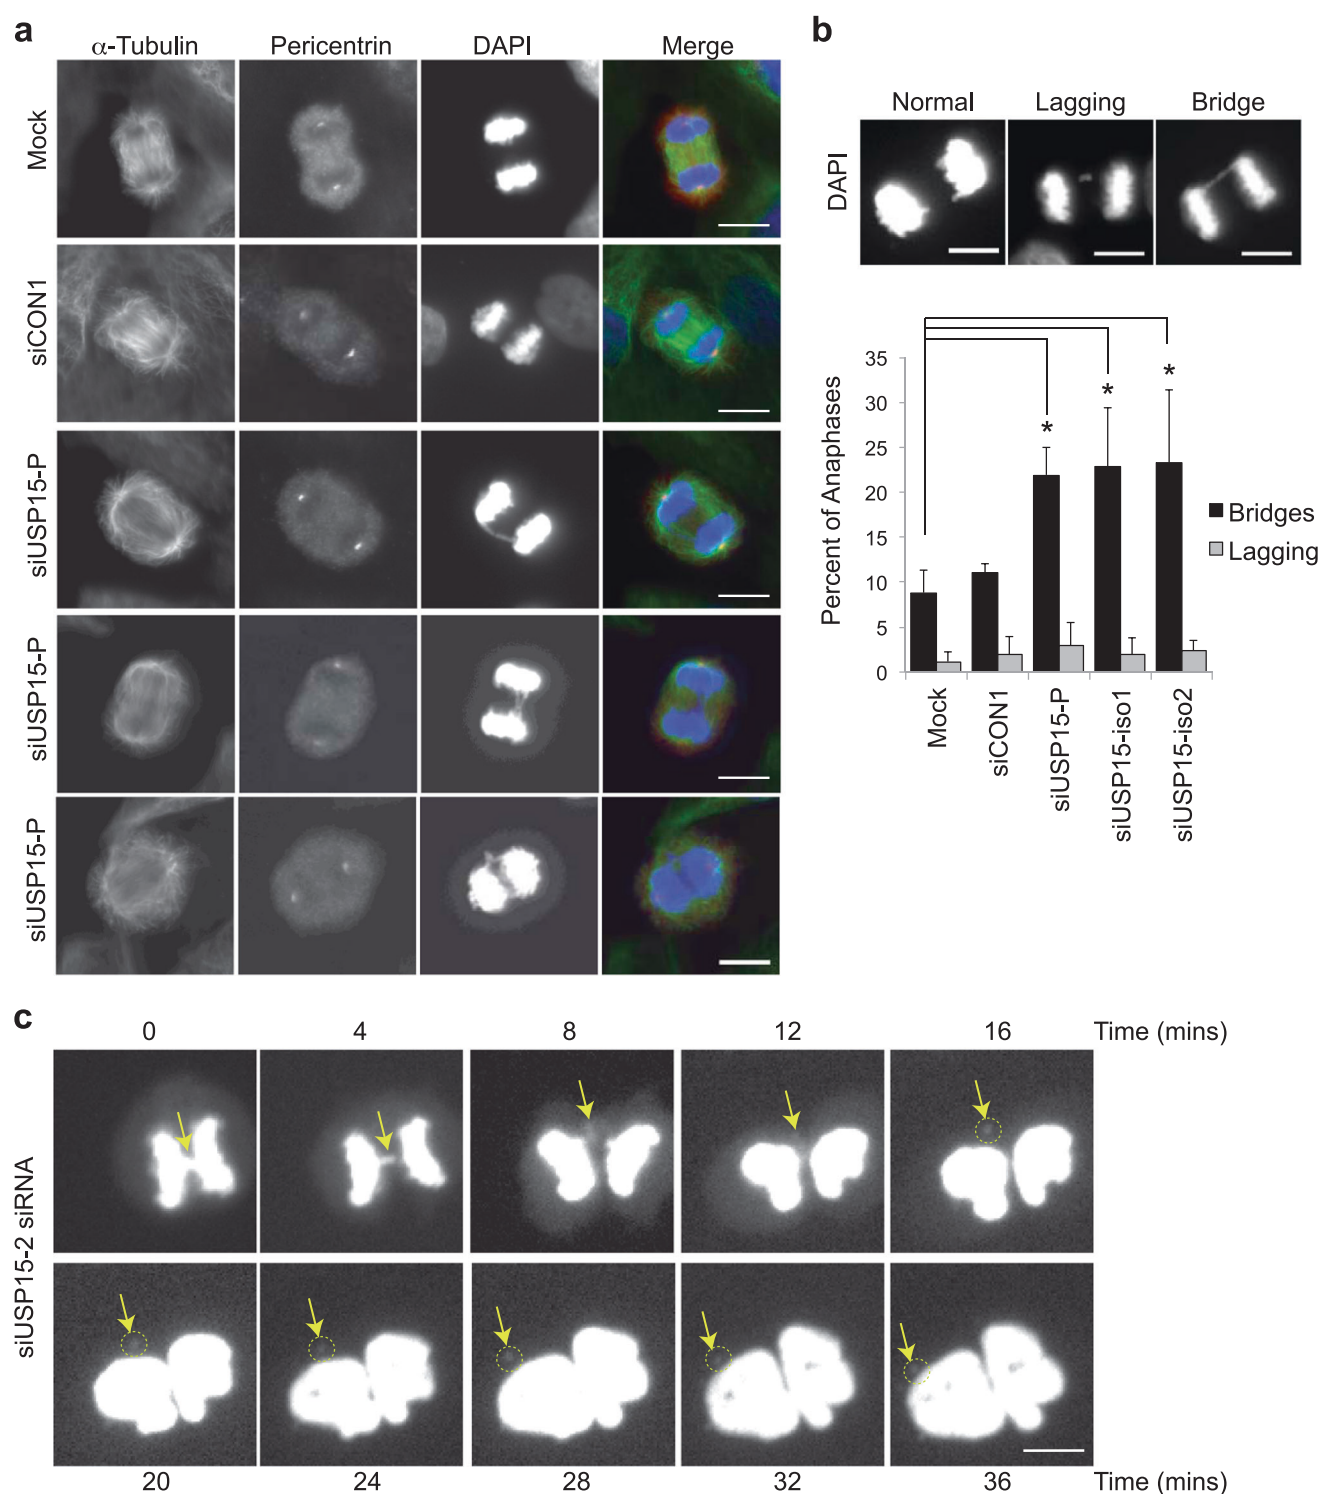 a
α-Tubulin Pericentrin DAPI Merge
Mock
siCON1
siUSP15-P
siUSP15-P
siUSP15-P
b
Normal Lagging Bridge
DAPI
Percent of Anaphases
35
30
25
20
15
10
5
0
* * *
Bridges
Lagging
Mock
siCON1
siUSP15-P
siUSP15-iso1
siUSP15-iso2
c
0 4 8 12 16 Time (mins)
siUSP15-2 siRNA
20 24 28 32 36 Time (mins)